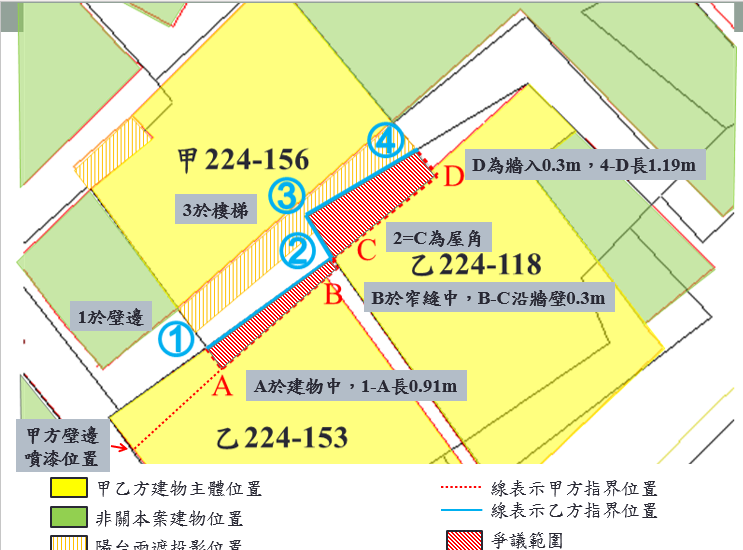 ④
甲224-156
D
D為牆入0.3m，4-D長1.19m
③
3於樓梯
②
C
2=C為屋角
乙224-118
B
B於窄縫中，B-C沿牆壁0.3m
1於壁邊
①
A
A於建物中，1-A長0.91m
甲方壁邊
噴漆位置
乙224-153
甲乙方建物主體位置
非關本案建物位置
陽台雨遮投影位置
線表示甲方指界位置
線表示乙方指界位置
爭議範圍